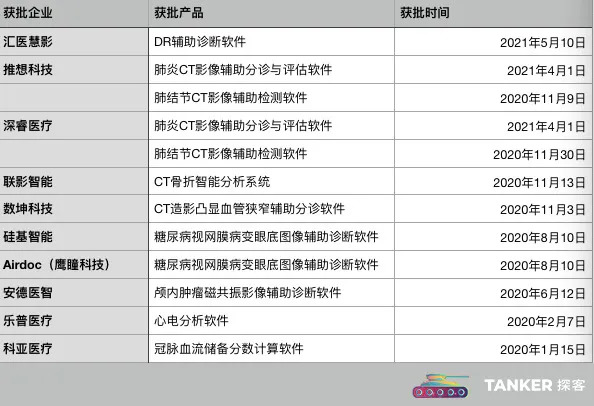 获批企业 获批产品 获批时间
汇医慧影 DR辅助诊断软件 2021年5月10日
推想科技 肺炎CT影像辅助分诊与评估软件 2021年4月1日
肺结节CT影像辅助检测软件 2020年11月9日
深睿医疗 肺炎CT影像辅助分诊与评估软件 2021年4月1日
肺结节CT影像辅助检测软件 2020年11月30日
联影智能 CT骨折智能分析系统 2020年11月13日
数坤科技 CT造影凸显血管狭窄辅助分诊软件 2020年11月3日
硅基智能 糖尿病视网膜病变眼底图像辅助诊断软件 2020年8月10日
Airdoc（鹰瞳科技） 糖尿病视网膜病变眼底图像辅助诊断软件 2020年8月10日
安德医智 颅内肿瘤磁共振影像辅助诊断软件 2020年6月12日
乐普医疗 心电分析软件 2020年2月7日
科亚医疗 冠脉血流储备分数计算软件 2020年1月15日
TANKER 探客